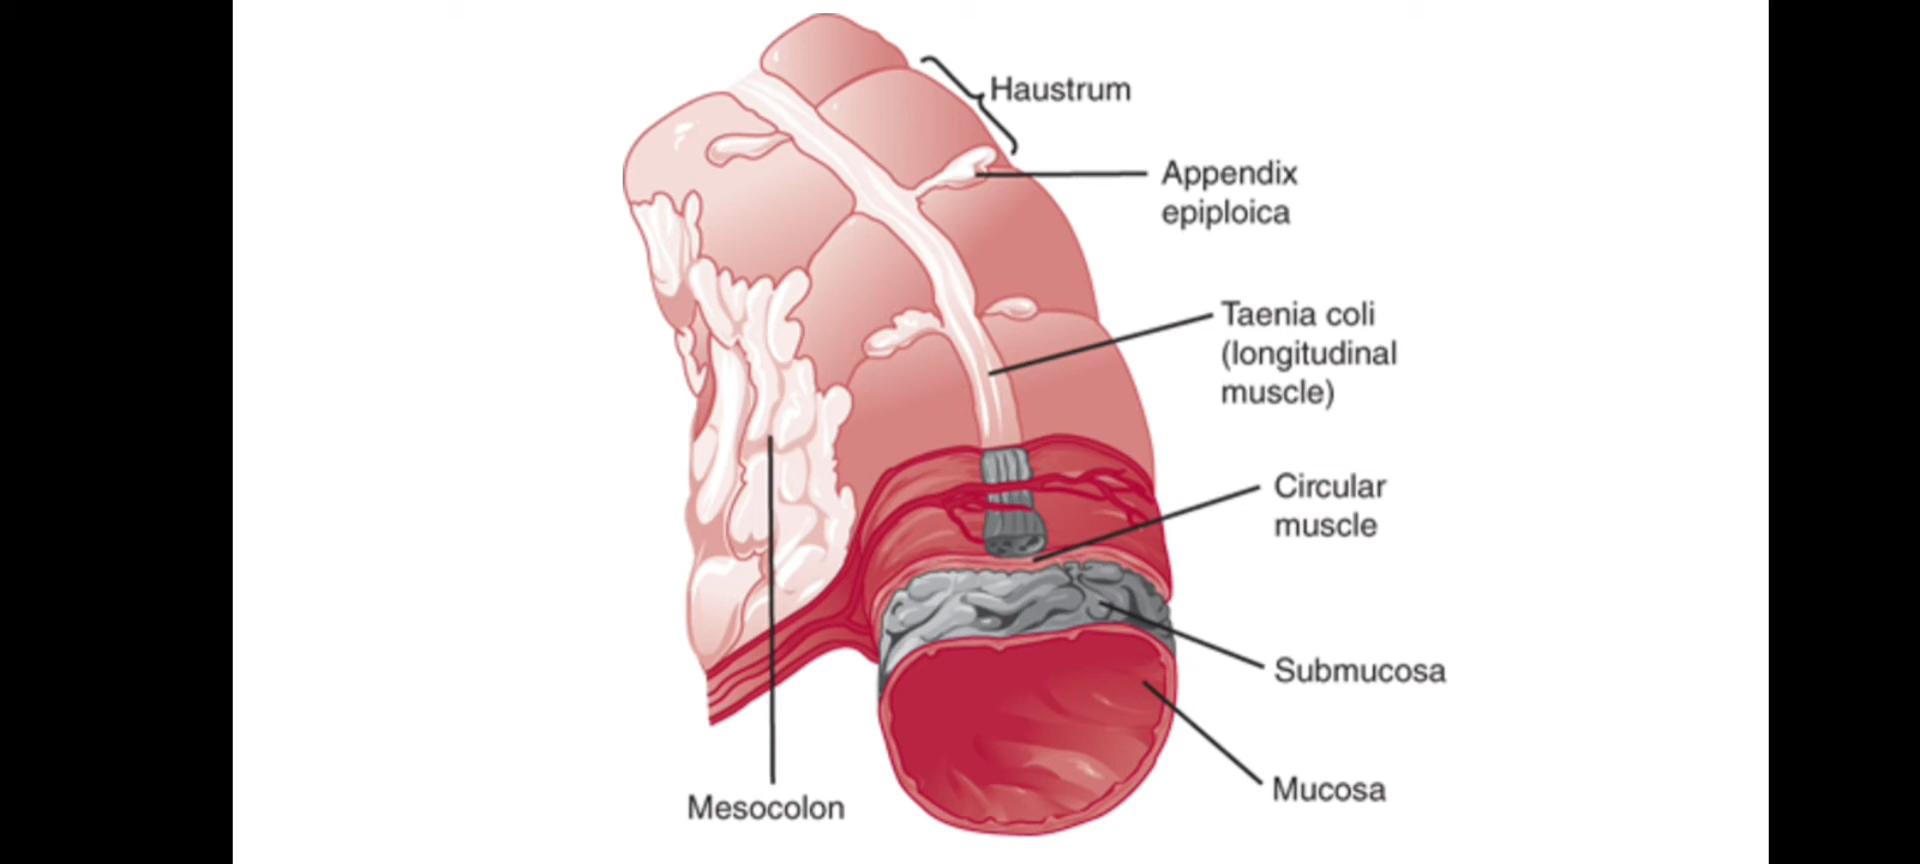 Haustrum
Appendix
epiploica
Taenia coli
(longitudinal
muscle)
Circular
muscle
Submucosa
Mucosa
Mesocolon